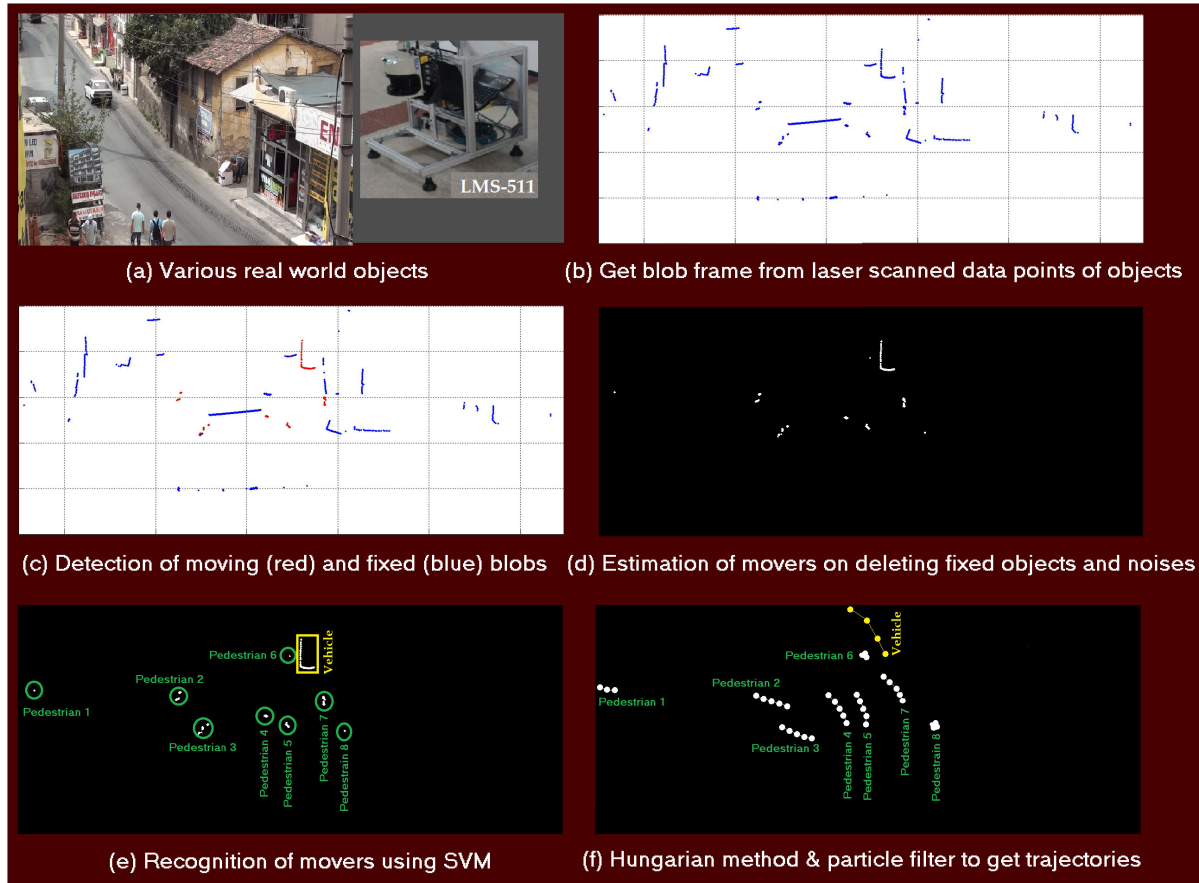 EN
LMS-511
(a) Various real world objects
(b) Get blob frame from laser scanned data points of objects
(c) Detection of moving (red) and fixed (blue) blobs
(d) Estimation of movers on deleting fixed objects and noises
Vehicle
Pedestrian 6
Pedestrian 2
Pedestrian 1
Pedestrian 3
Pedestrian 4
Pedestrian 5
Pedestrian 7
Pedestrain 8
Vehicle
Pedestrian 6
Pedestrian 2
Pedestrian 1
Pedestrian 3
Pedestrian 4
Pedestrian 5
Pedestrian 7
Pedestrain 8
(e) Recognition of movers using SVM
(f) Hungarian method & particle filter to get trajectories